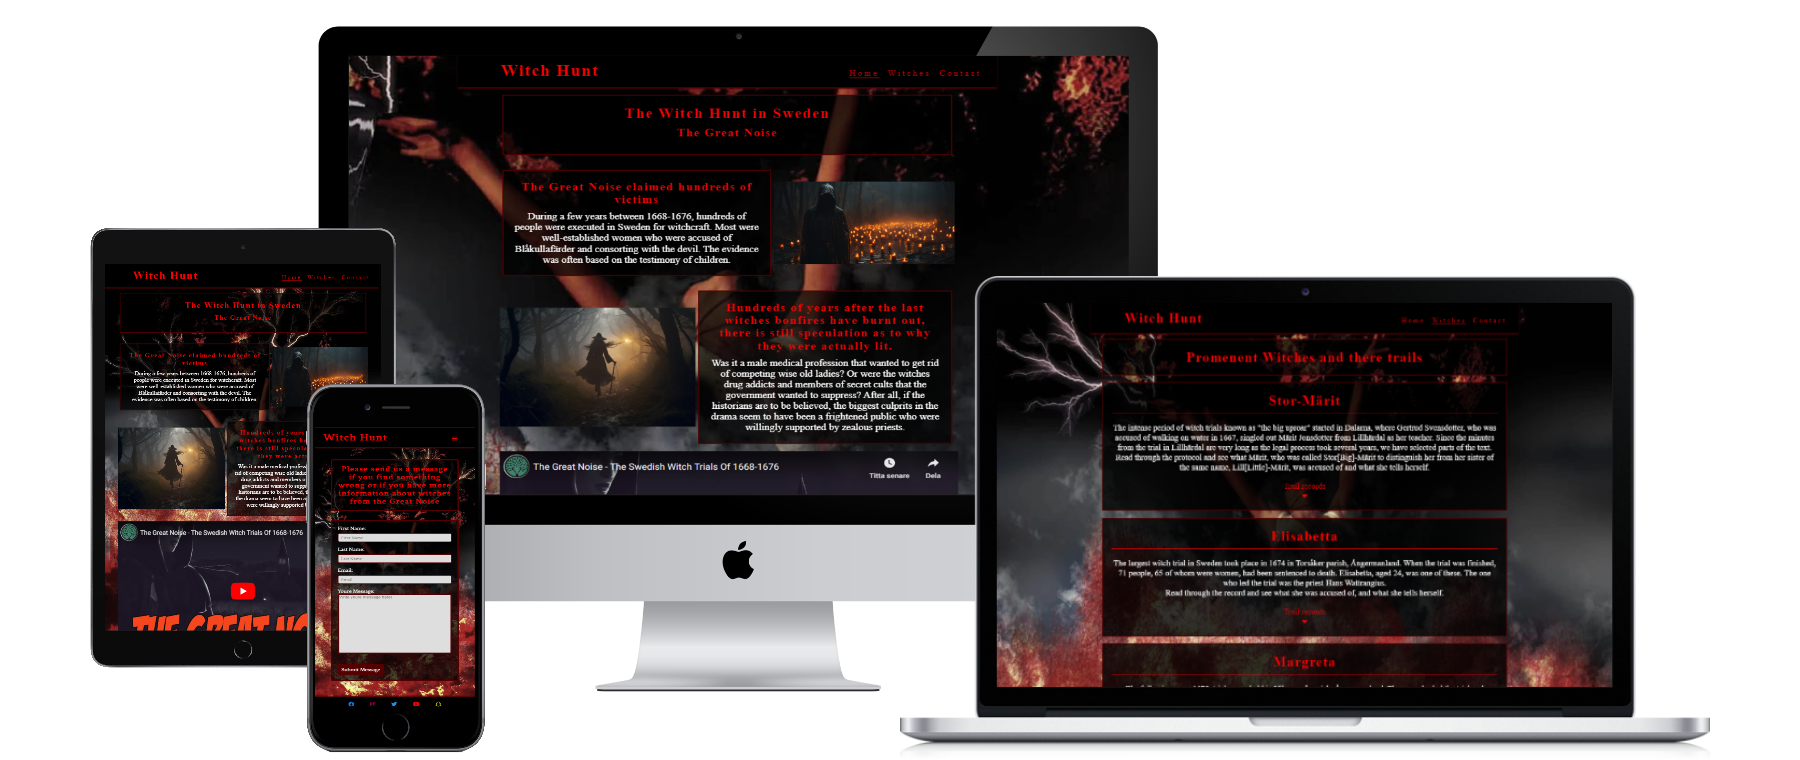 Witch Hunt
Home Witches Contact
The Witch Hunt in Sweden
The Great Noise
The Great Noise claimed hundreds of
victims
During a few years between 1668-1676, hundreds of
people were executed in Sweden for witchcraft. Most were
well-established women who were accused of
Blåkullafärder and consorting with the devil. The evidence
was often based on the testimony of children.
Hundreds of years after the last
witches bonfires have burnt out,
there is still speculation as to why
they were actually lit.
Was it a male medical profession that wanted to get rid
of competing wise old ladies? Or were the witches
drug addicts and members of secret cults that the
government wanted to suppress? After all, if the
historians are to be believed, the biggest culprits in the
drama seem to have been a frightened public who were
willingly supported by zealous priests.
The Great Noise - The Swedish Witch Trials Of 1668-1676
Titta senare
Dela
Witch Hunt
Home Witches Contact
The Witch Hunt in Sweden
The Great Noise
The Great Noise claimed hundreds of
victims
During a few years between 1668-1676, hundreds of
people were executed in Sweden for witchcraft. Most
were well-established women who were accused of
Blåkullafärder and consorting with the devil. The
evidence was often based on the testimony of children
Hundreds of years
witches bonfires h
there is still specula
they were actu
Was it a male medical profess
rid of competing wise old la
drug addicts and memb
government wanted to supp
historians are to be believed, t
the drama seem to have been a
were willingly supported b
The Great Noise - The Swedish Witch Trials Of 1668-1676
THE GREAT NO
Witch Hunt
Please send us a message
if you find something
wrong or if you have more
information about witches
from the Great Noise
First Name:
First Name
Last Name:
Last Name
Email:
Email
Youre Message:
Write youre message here
Submit Message
Witch Hunt
Home Witches Contact
Promenent Witches and there trails
Stor-Märit
The intense period of witch trials known as "the big uproar" started in Dalarna, where Gertrud Svensdotter, who was
accused of walking on water in 1667, singled out Märit Jonsdotter from Lillhärdal as her teacher. Since the minutes
from the trial in Lillhärdal are very long as the legal process took several years, we have selected parts of the text.
Read through the protocol and see what Märit, who was called Stor[Big]-Märit to distinguish her from her sister of
the same name, Lill[Little]-Märit, was accused of and what she tells herself.
Trail records
Elisabetta
The largest witch trial in Sweden took place in 1674 in Torsåker parish, Ångermanland. When the trial was finished,
71 people, 65 of whom were women, had been sentenced to death. Elisabetta, aged 24, was one of these. The one
who led the trial was the priest Hans Wattrangius.
Read through the record and see what she was accused of, and what she tells herself.
Trail records
Margreta